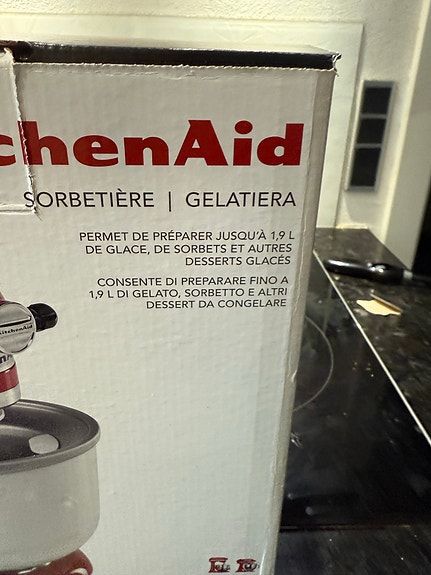 chenAid
SORBETIÈRE | GELATIERA
PERMET DE PRÉPARER JUSQU'À 1,9 L
DE GLACE, DE SORBETS ET AUTRES
DESSERTS GLACÉS
CONSENTE DI PREPARARE FINO A
1,9 L DI GELATO, SORBETTO E ALTRI
DESSERT DA CONGELARE
KitchenAid